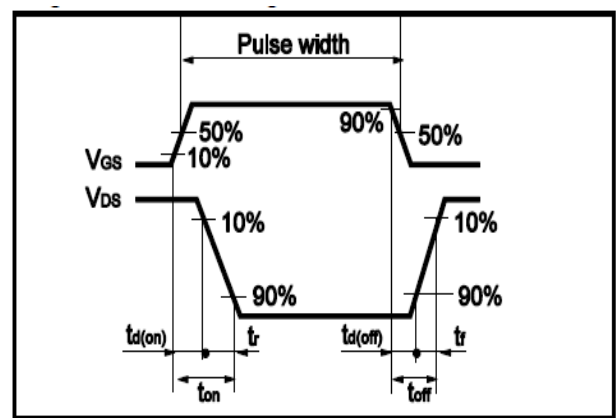 Pulse width
90%
50%
50%
VGS
10%
VDS
10%
10%
90%
90%
td(on)
tr
td(off)
tf
ton
toff